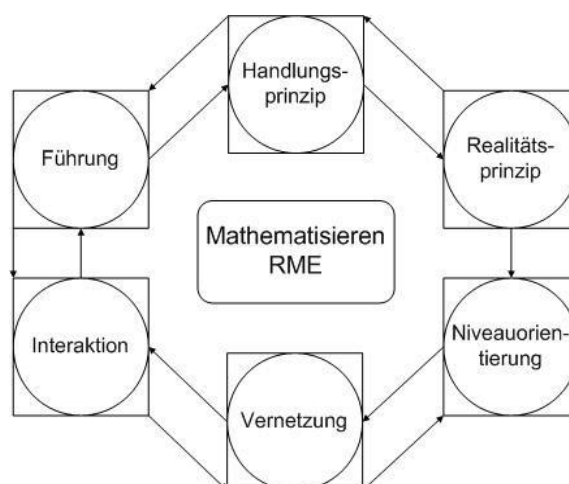 Handlungs-
prinzip
Führung
Realitäts-
prinzip
Mathematisieren
RME
Interaktion
Niveauorien-
tierung
Vernetzung